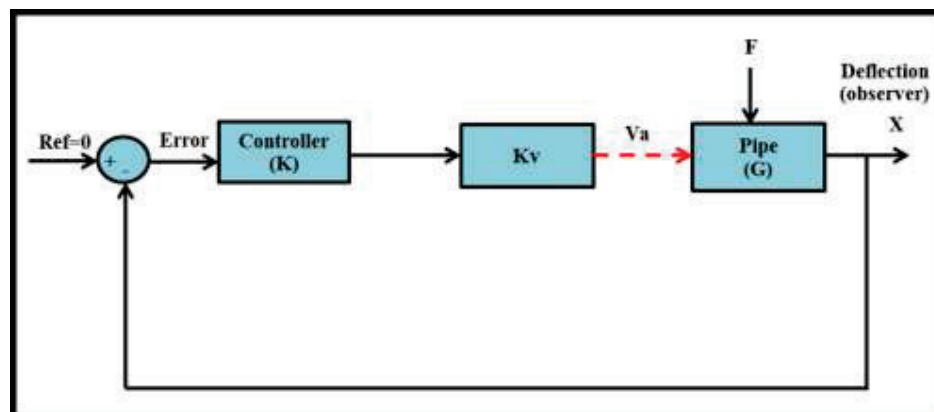 F
Deflection
(observer)
X
Ref=0
+
-
Error
Controller
(K)
Kv
Va
Pipe
(G)